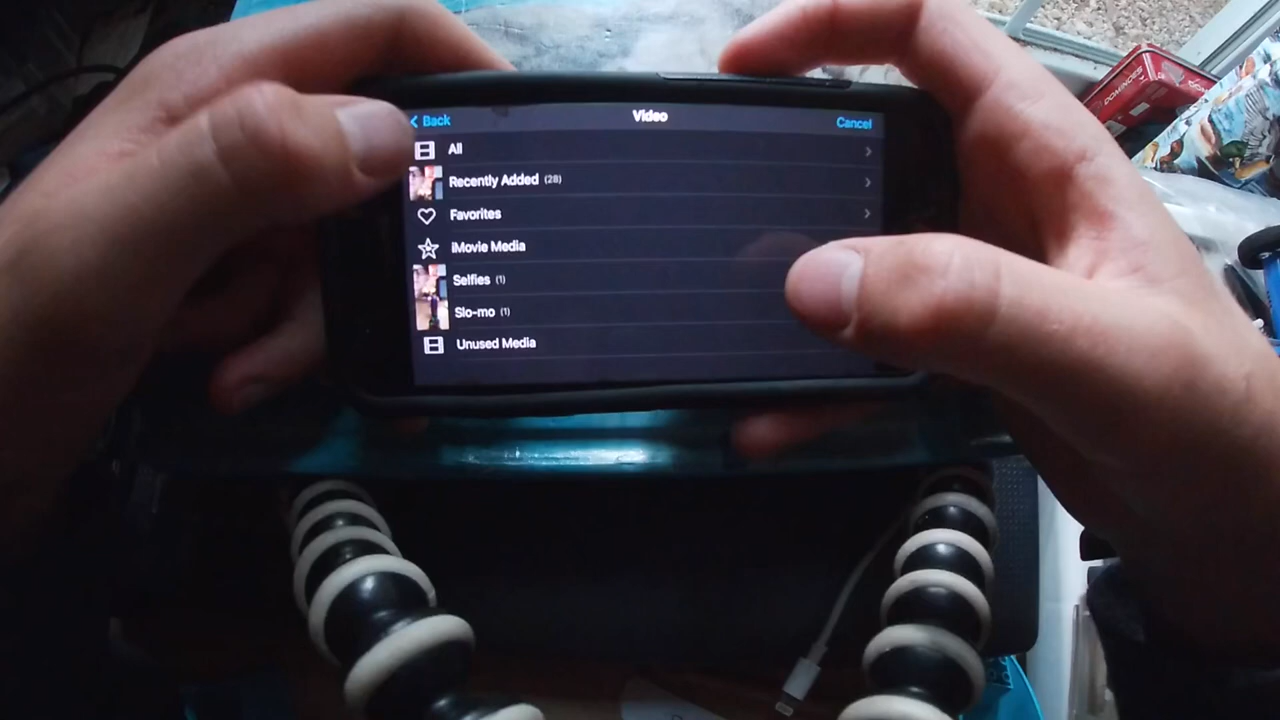 Back
Video
Cancel
All
Recently Added (28)
Favorites
iMovie Media
Selfies (1)
Slo-mo (1)
Unused Media
DOMINOES